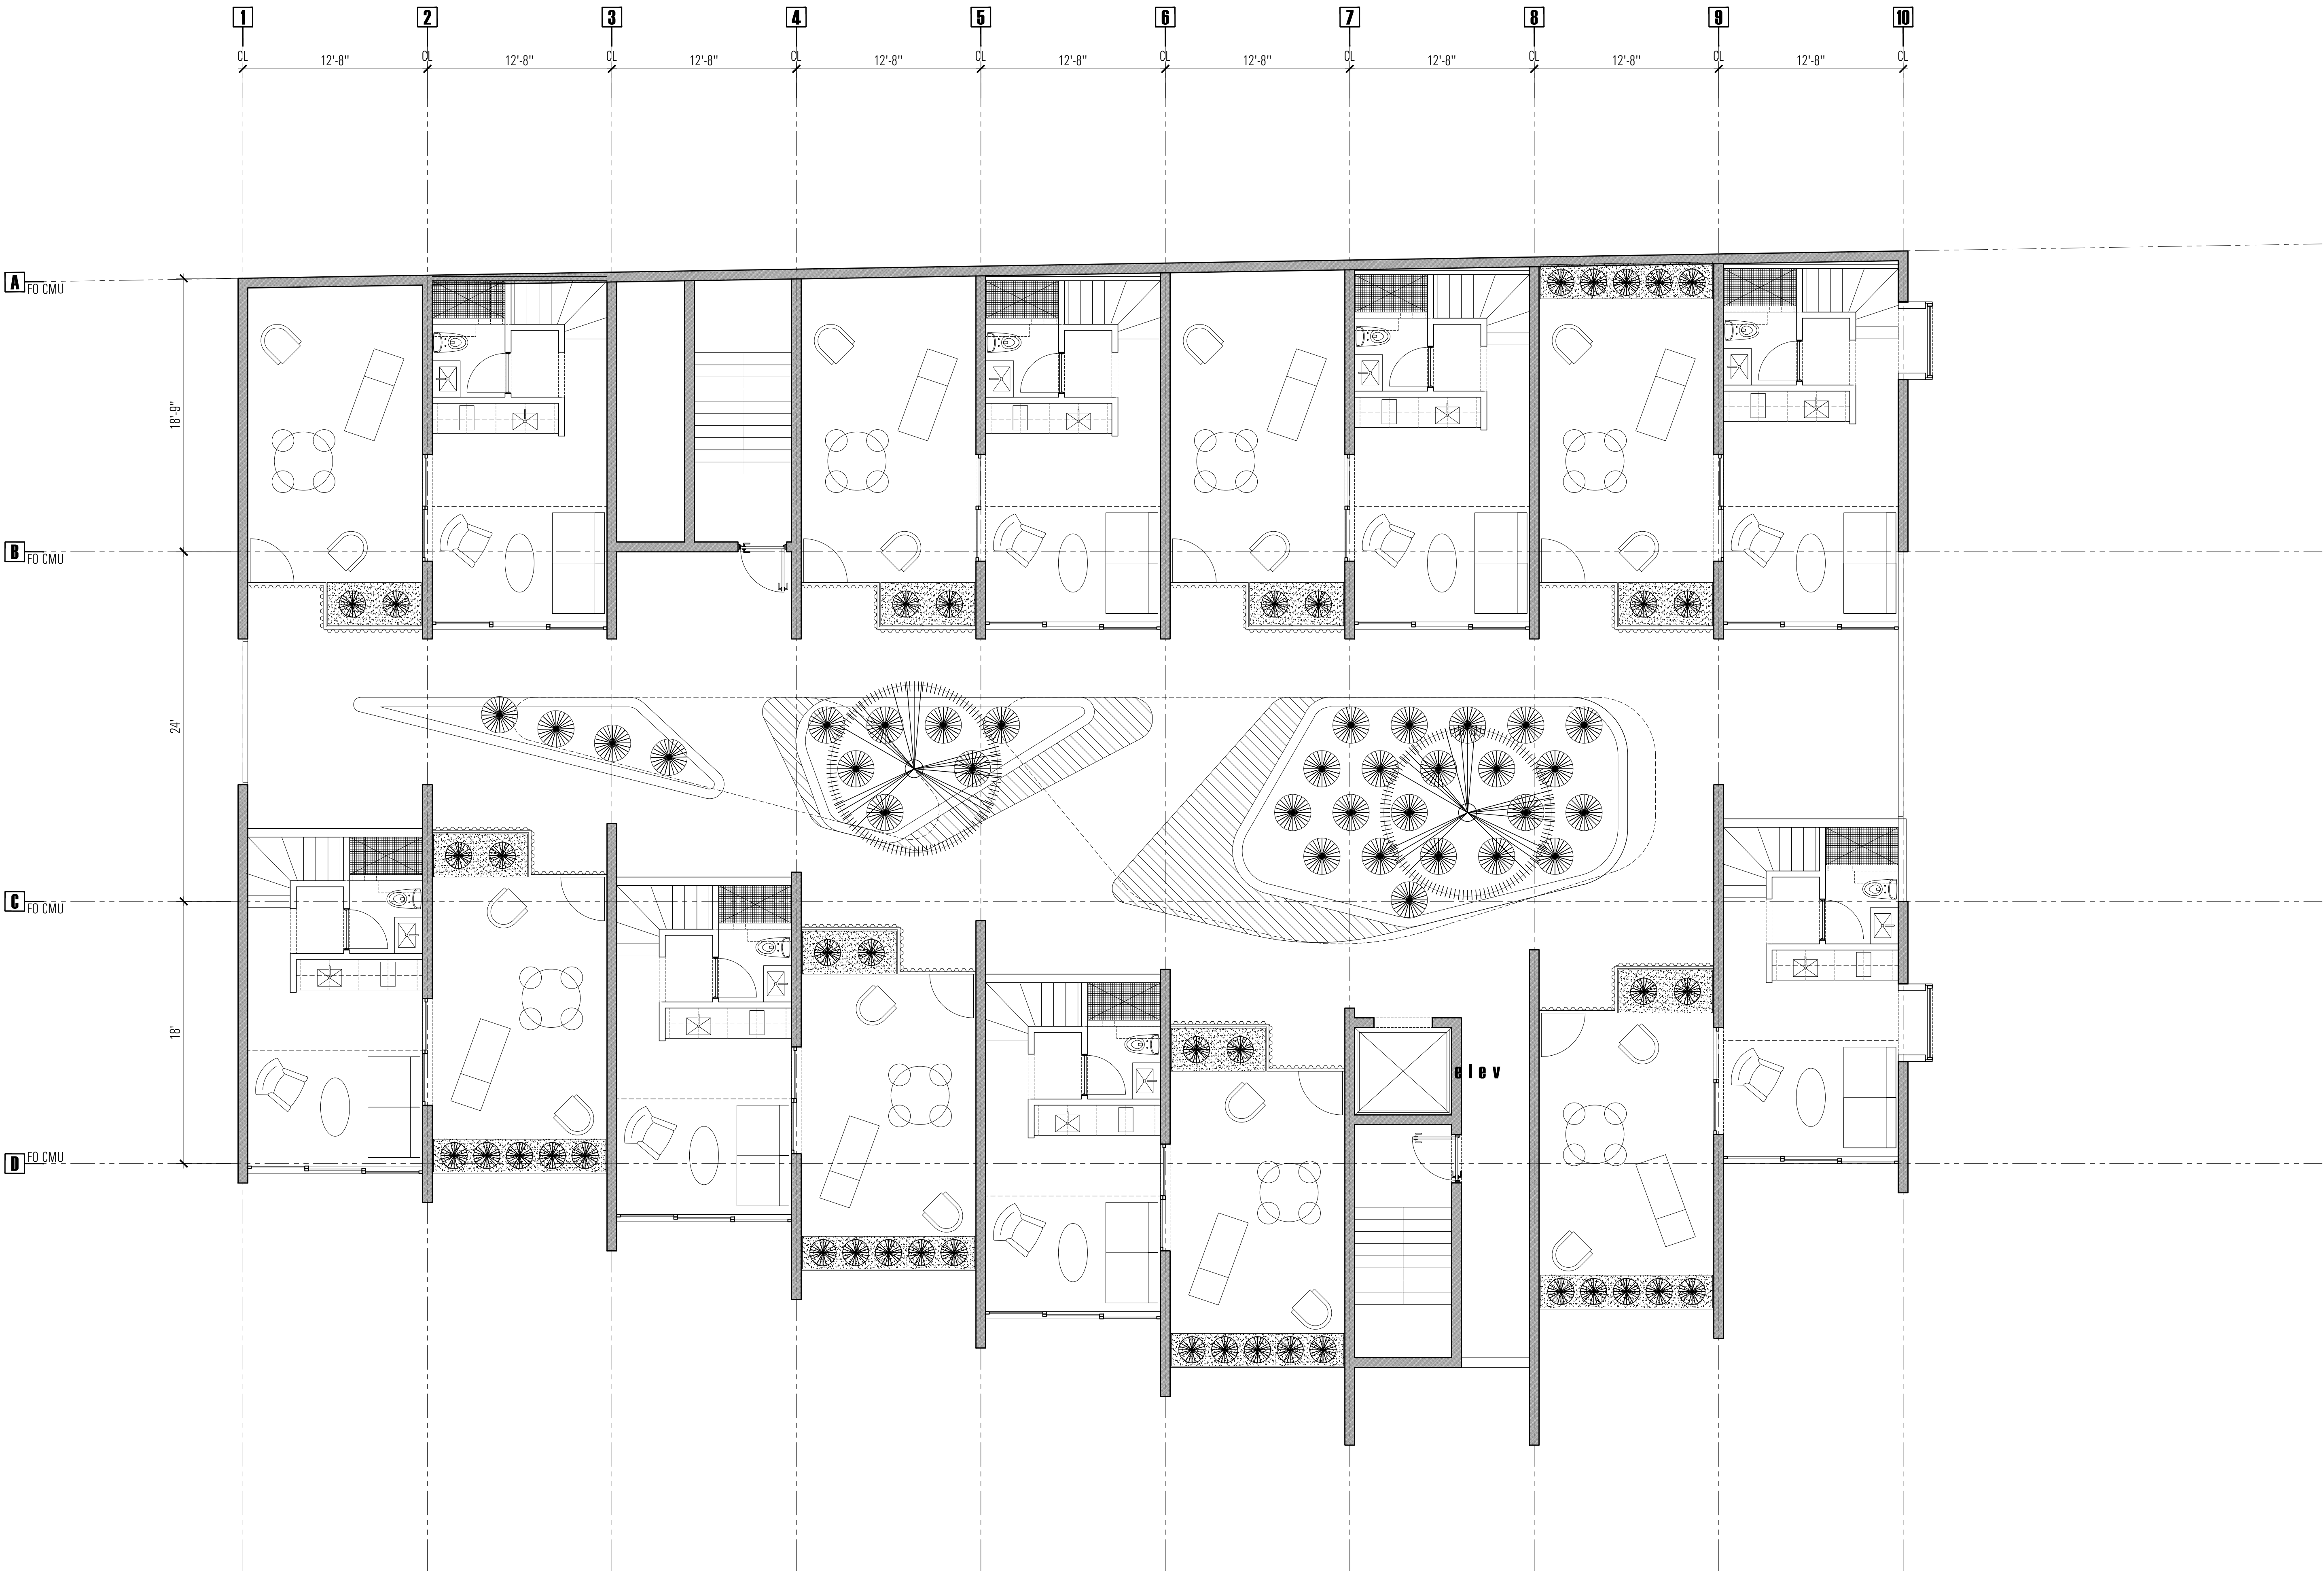 1 2 3 4 5 6 7 8 9 10
CL CL CL CL CL CL CL CL CL CL
12'-8" 12'-8" 12'-8" 12'-8" 12'-8" 12'-8" 12'-8" 12'-8" 12'-8"
A FO CMU
18'-9"
B FO CMU
24'
C FO CMU
18'
elev
D FO CMU